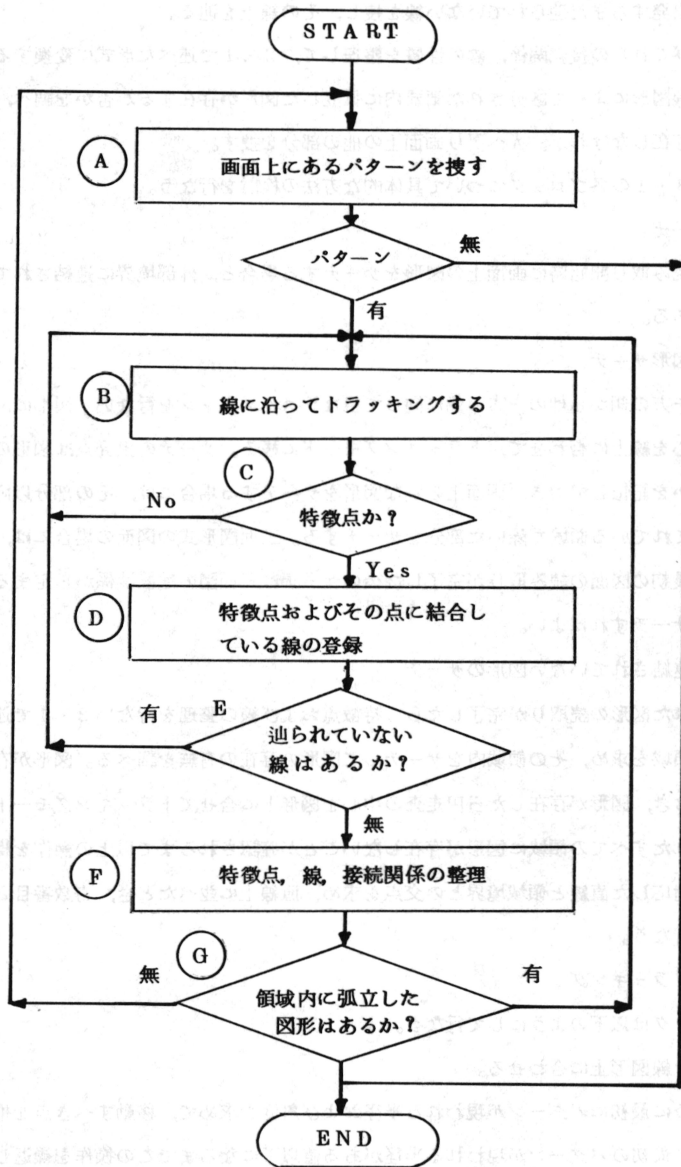 START
A
画面上にあるパターンを捜す
パターン
無
有
B
線に沿ってトラッキングする
C
No
特徴点か？
Yes
D
特徴点およびその点に結合し
ている線の登録
有
E
辿られていない
線はあるか？
無
F
特徴点，線，接続関係の整理
G
無
有
領域内に弧立した
図形はあるか？
END